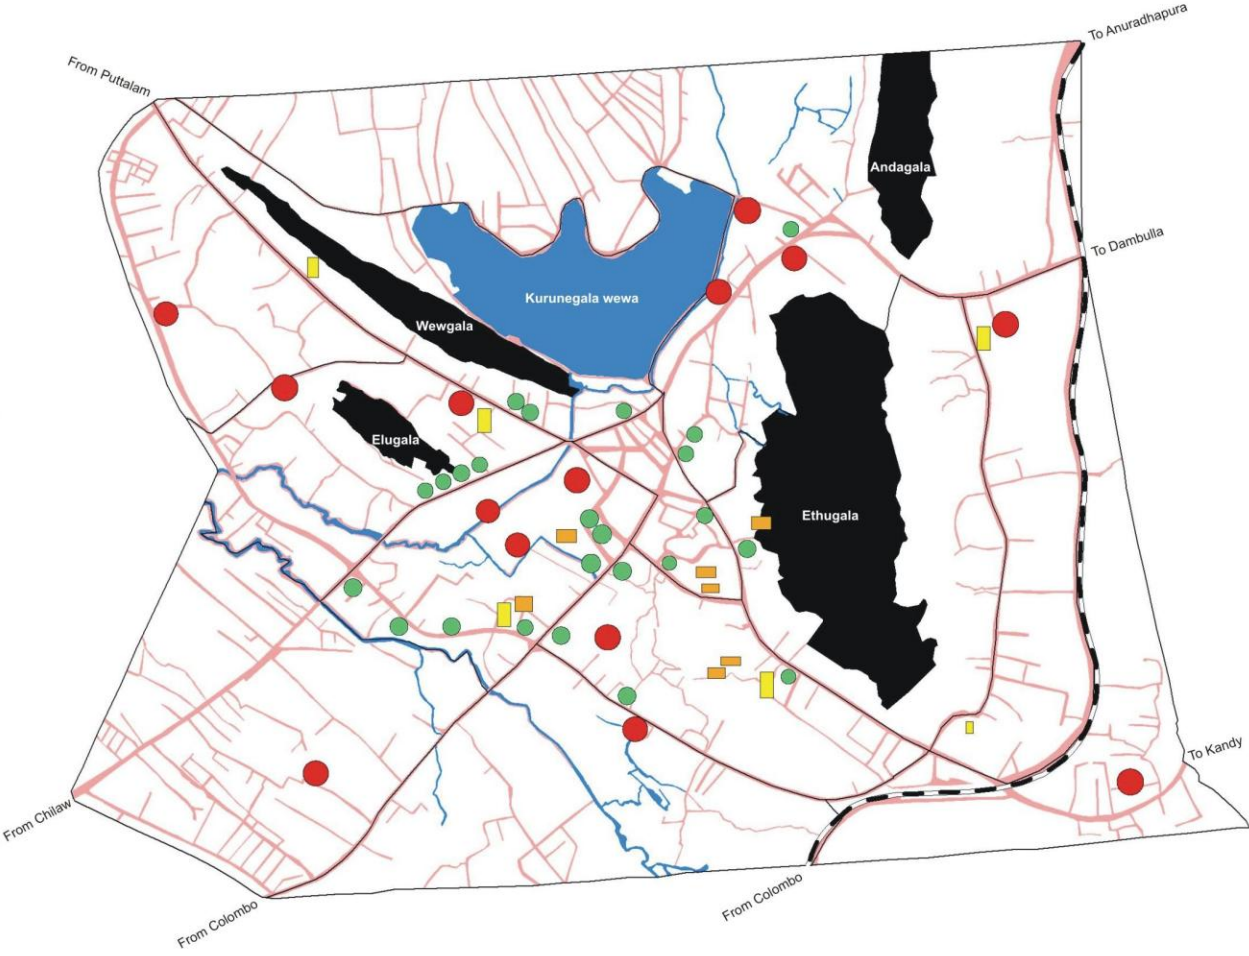 To Anuradhapura
From Puttalam
Andagala
To Dambulla
Kurunegala wewa
Wewgala
Elugala
Ethugala
To Kandy
From Chilaw
From Colombo
From Colombo